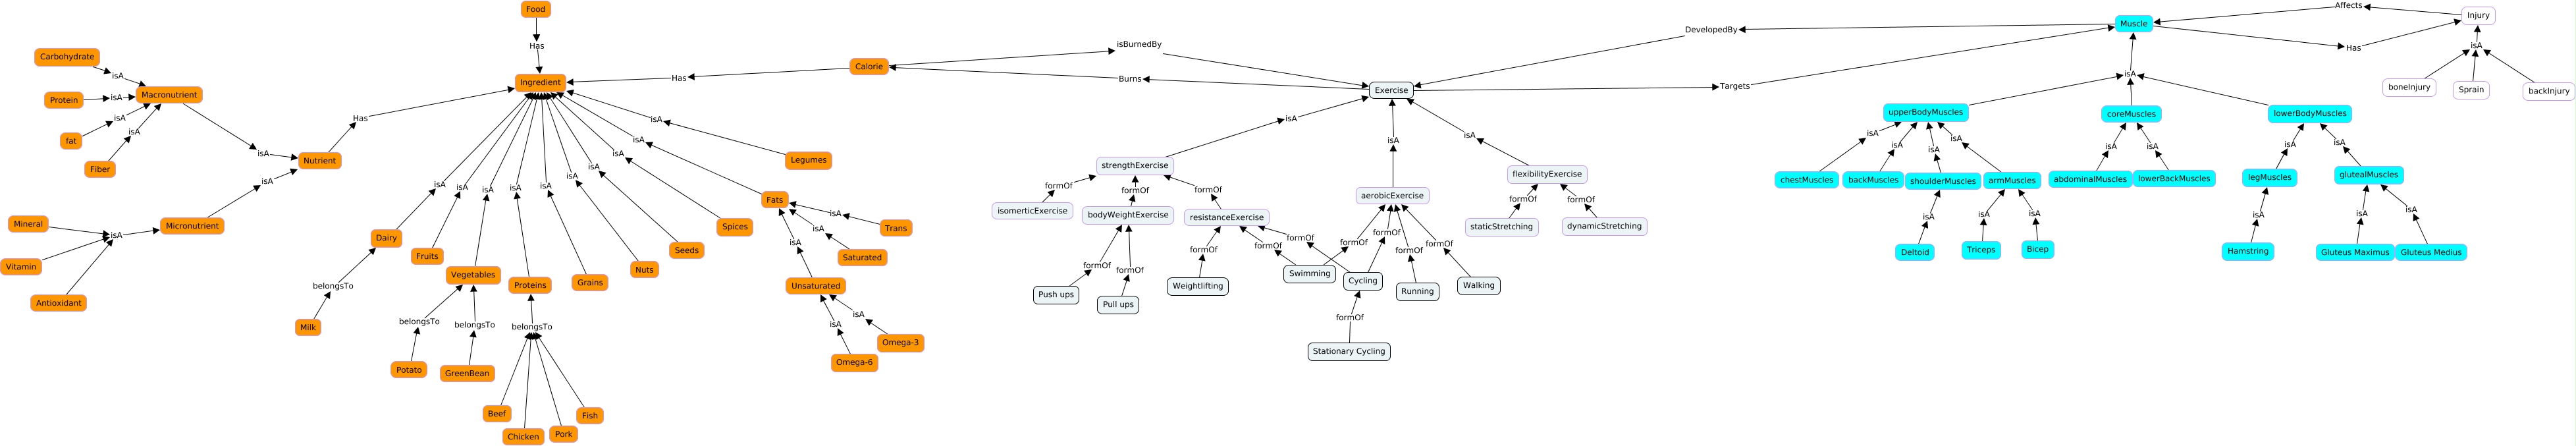 Food
Affects
Injury
Muscle
DevelopedBy
Has
isBurnedBy
Has
isA
Carbohydrate
Calorie
isA
isA
Has
Burns
Ingredient
Targets
boneInjury
Sprain
backInjury
Protein
isA
Macronutrient
Exercise
upperBodyMuscles
coreMuscles
lowerBodyMuscles
isA
Has
isA
isA
fat
isA
isA
isA
isA
isA
isA
isA
isA
isA
isA
isA
isA
isA
Fiber
isA
Nutrient
isA
Legumes
strengthExercise
flexibilityExercise
chestMuscles
backMuscles
shoulderMuscles
armMuscles
abdominalMuscles
lowerBackMuscles
legMuscles
glutealMuscles
isA
isA
isA
isA
isA
isA
isA
isA
formOf
formOf
formOf
aerobicExercise
formOf
formOf
Fats
isA
isomerticExercise
bodyWeightExercise
resistanceExercise
staticStretching
dynamicStretching
isA
isA
isA
isA
isA
isA
Mineral
isA
Micronutrient
Spices
Trans
isA
formOf
Dairy
isA
formOf
formOf
formOf
formOf
formOf
formOf
Deltoid
Triceps
Bicep
Hamstring
Gluteus Maximus
Gluteus Medius
Fruits
Seeds
Saturated
Vitamin
Nuts
formOf
formOf
Vegetables
Proteins
Grains
Unsaturated
Swimming
Cycling
belongsTo
Weightlifting
Running
Walking
Antioxidant
Push ups
Pull ups
Milk
belongsTo
belongsTo
belongsTo
isA
isA
formOf
Omega-3
Stationary Cycling
Omega-6
Potato
GreenBean
Beef
Fish
Chicken
Pork